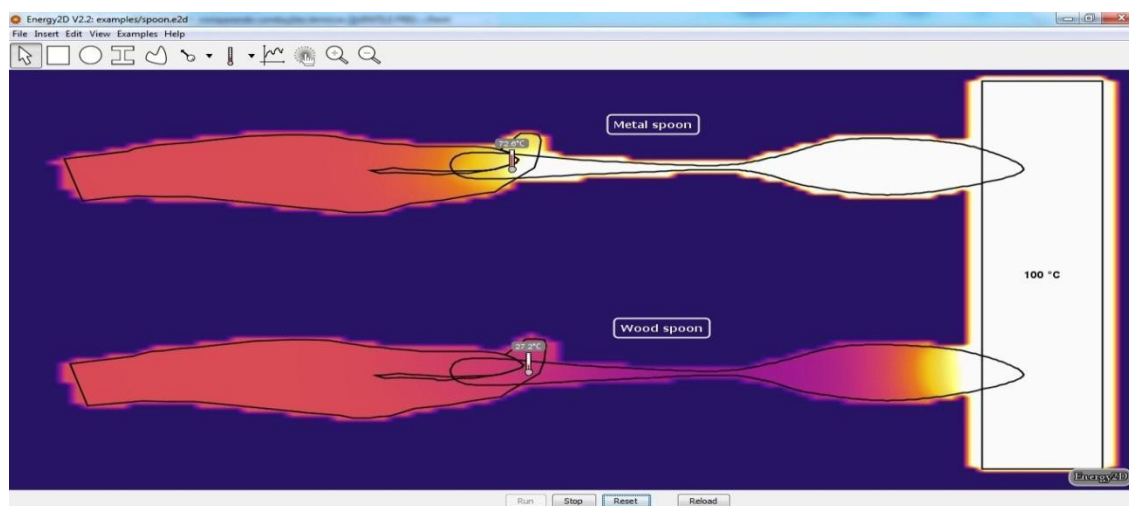 Energy2D V2.2: examples/spoon.e2d
File Insert Edit View Examples Help
Metal spoon
72.6°C
100 °C
Wood spoon
27.2°C
Energy2D
Run Stop Reset Reload